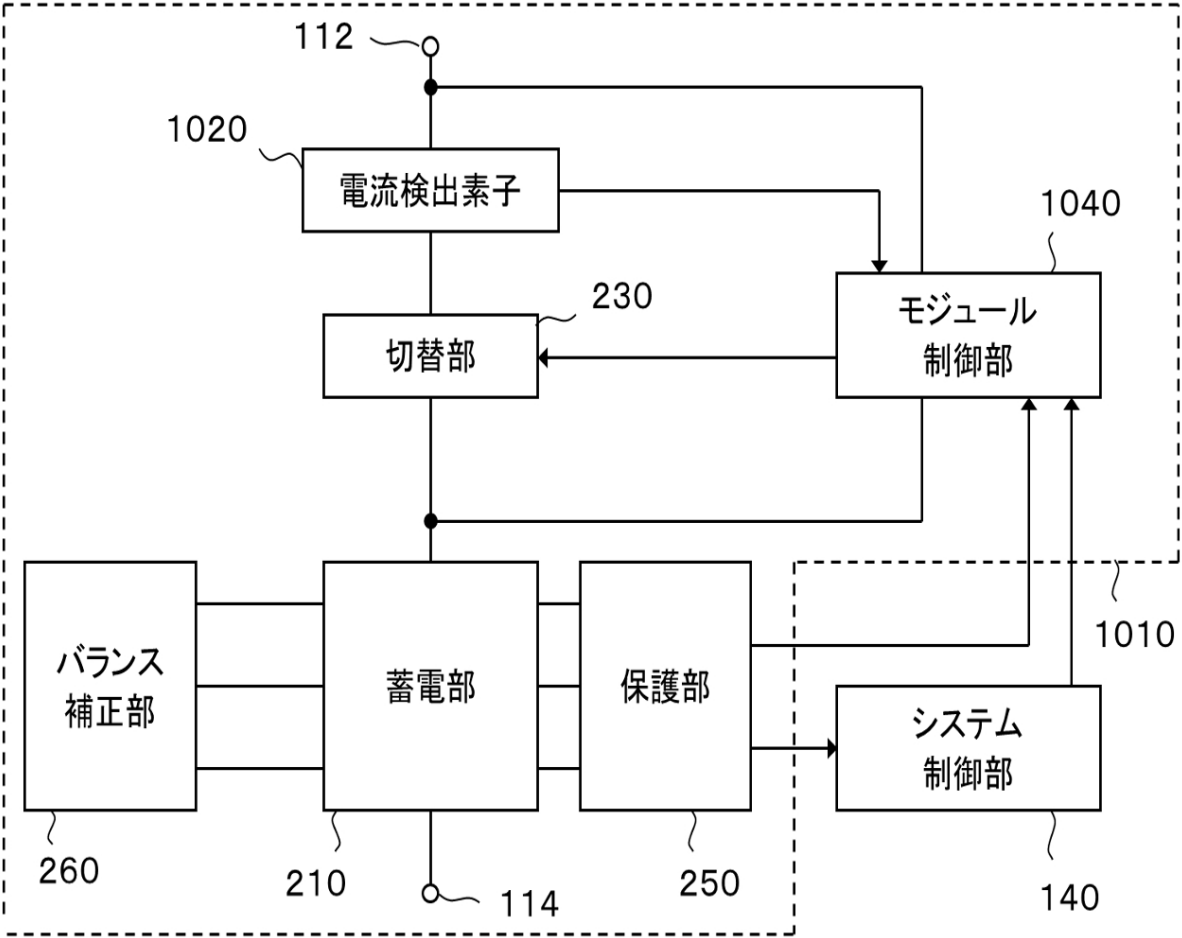 112
1020
電流検出素子
1040
230
モジュール
制御部
切替部
1010
バランス
補正部
蓄電部
保護部
システム
制御部
260
210
114
250
140